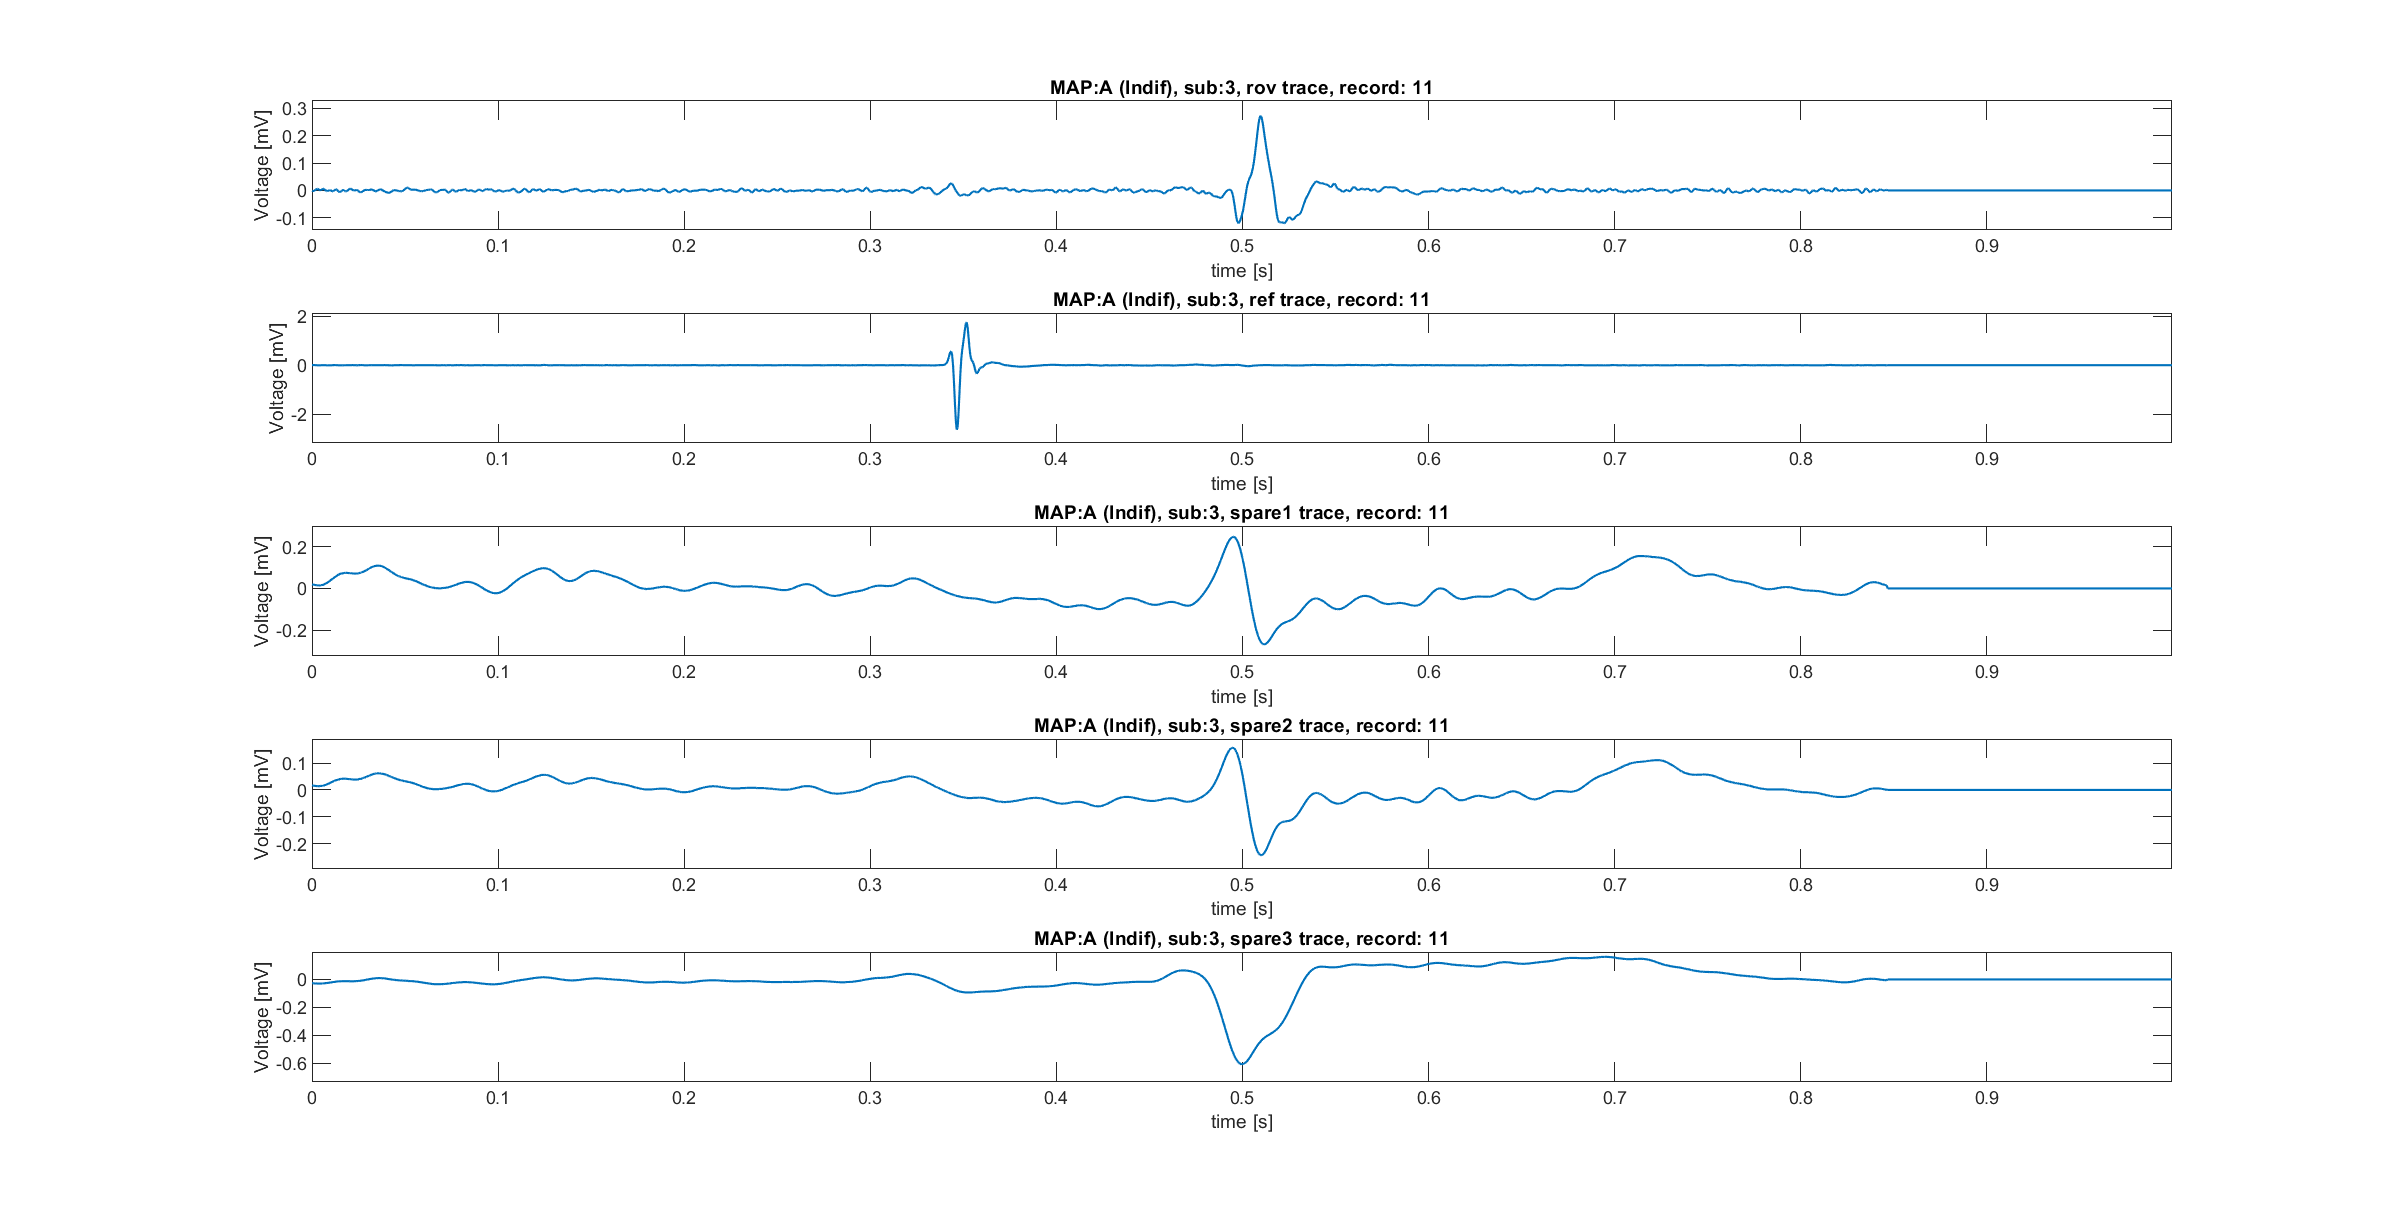 MAP:A (Indif), sub:3, rov trace, record: 11
Voltage [mV]
0.3
0.2
0.1
0
-0.1
0 0.1 0.2 0.3 0.4 0.5 0.6 0.7 0.8 0.9
time [s]
MAP:A (Indif), sub:3, ref trace, record: 11
Voltage [mV]
2
0
-2
0 0.1 0.2 0.3 0.4 0.5 0.6 0.7 0.8 0.9
time [s]
MAP:A (Indif), sub:3, spare1 trace, record: 11
Voltage [mV]
0.2
0
-0.2
0 0.1 0.2 0.3 0.4 0.5 0.6 0.7 0.8 0.9
time [s]
MAP:A (Indif), sub:3, spare2 trace, record: 11
Voltage [mV]
0.1
0
-0.1
-0.2
0 0.1 0.2 0.3 0.4 0.5 0.6 0.7 0.8 0.9
time [s]
MAP:A (Indif), sub:3, spare3 trace, record: 11
Voltage [mV]
0
-0.2
-0.4
-0.6
0 0.1 0.2 0.3 0.4 0.5 0.6 0.7 0.8 0.9
time [s]